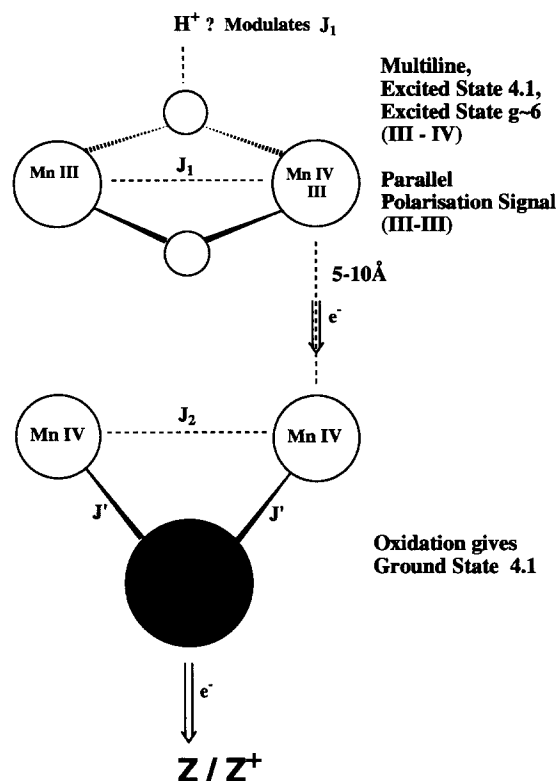 H⁺ ? Modulates J₁
Multiline,
Excited State 4.1,
Excited State g~6
(III - IV)
Mn III
J₁
Mn IV
III
Parallel
Polarisation Signal
(III-III)
5-10Å
e⁻
Mn IV
J₂
Mn IV
J'
J'
Oxidation gives
Ground State 4.1
e⁻
Z / Z⁺